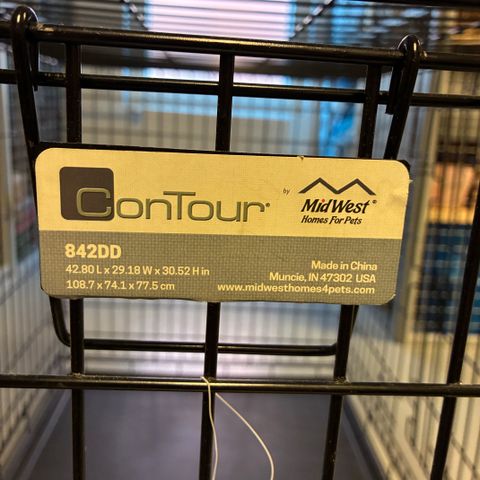 ConTour®
by
MidWest®
Homes For Pets
842DD
42.80 L x 29.18 W x 30.52 H in
108.7 x 74.1 x 77.5 cm
Made in China
Muncie, IN 47302 USA
www.midwesthomes4pets.com